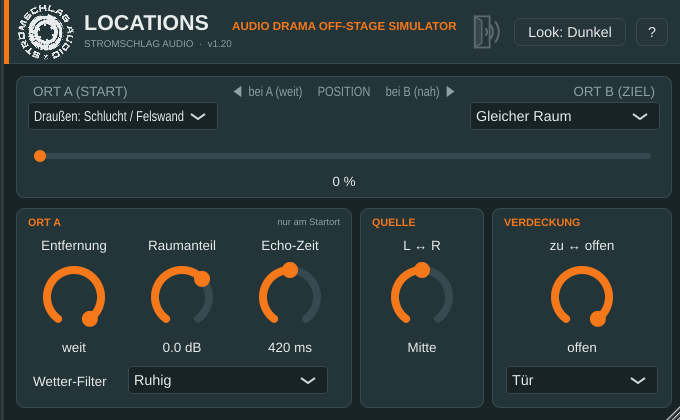 STROMSCHLAG AUDIO
LOCATIONS
AUDIO DRAMA OFF-STAGE SIMULATOR
STROMSCHLAG AUDIO · v1.20
Look: Dunkel
?
ORT A (START)
◀ bei A (weit) POSITION bei B (nah) ▶
ORT B (ZIEL)
Draußen: Schlucht / Felswand
Gleicher Raum
0 %
ORT A
nur am Startort
Entfernung Raumanteil Echo-Zeit
weit 0.0 dB 420 ms
Wetter-Filter Ruhig
QUELLE
L ↔ R
Mitte
VERDECKUNG
zu ↔ offen
offen
Tür